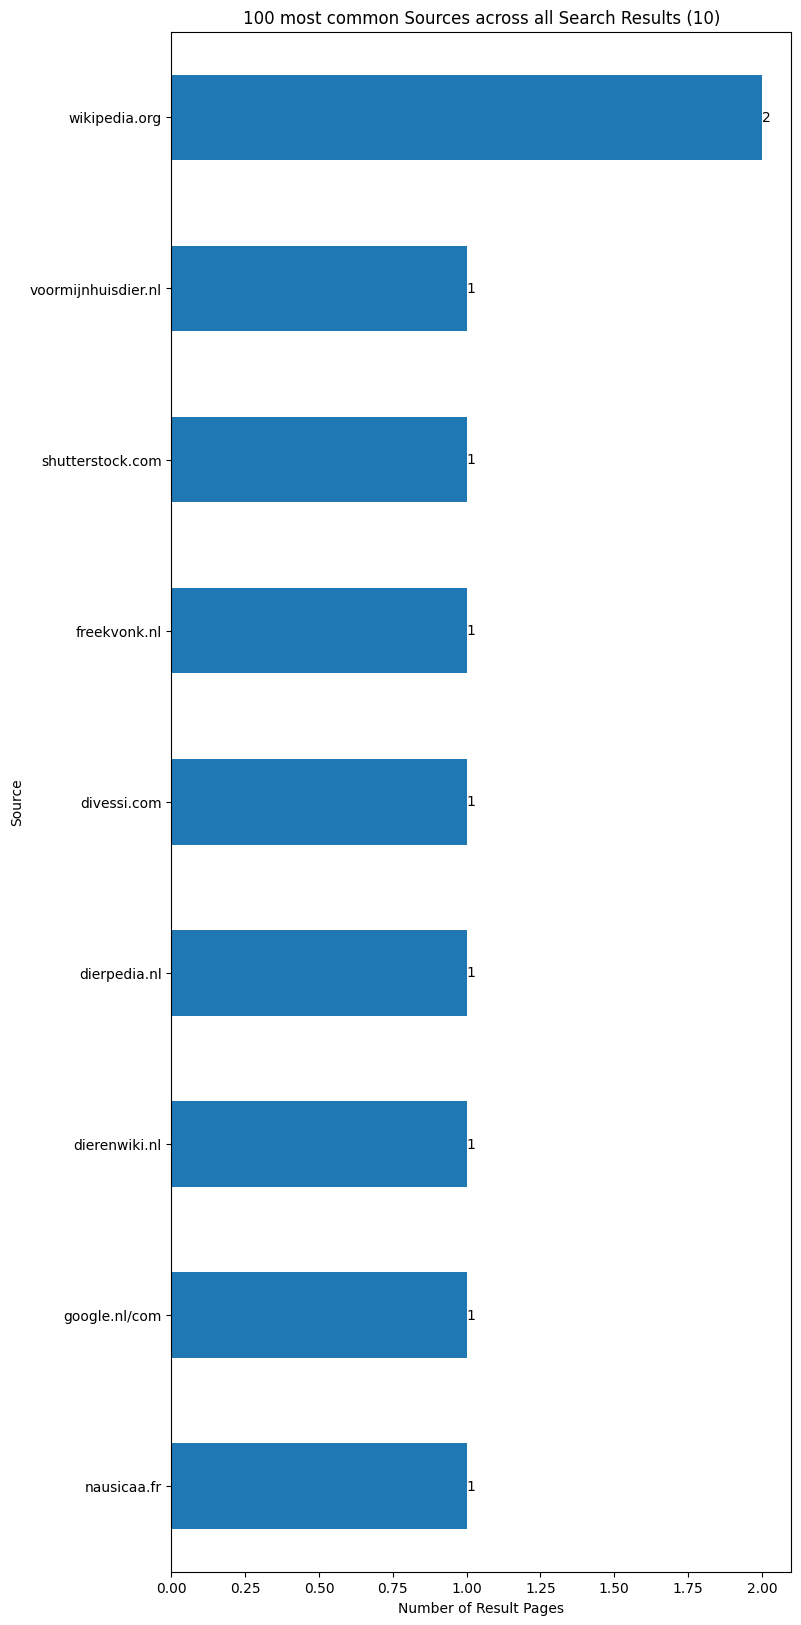 100 most common Sources across all Search Results (10)
wikipedia.org
2
voormijnhuisdier.nl
1
shutterstock.com
1
freekvonk.nl
1
Source
divessi.com
1
dierpedia.nl
1
dierenwiki.nl
1
google.nl/com
1
nausicaa.fr
1
0.00 0.25 0.50 0.75 1.00 1.25 1.50 1.75 2.00
Number of Result Pages